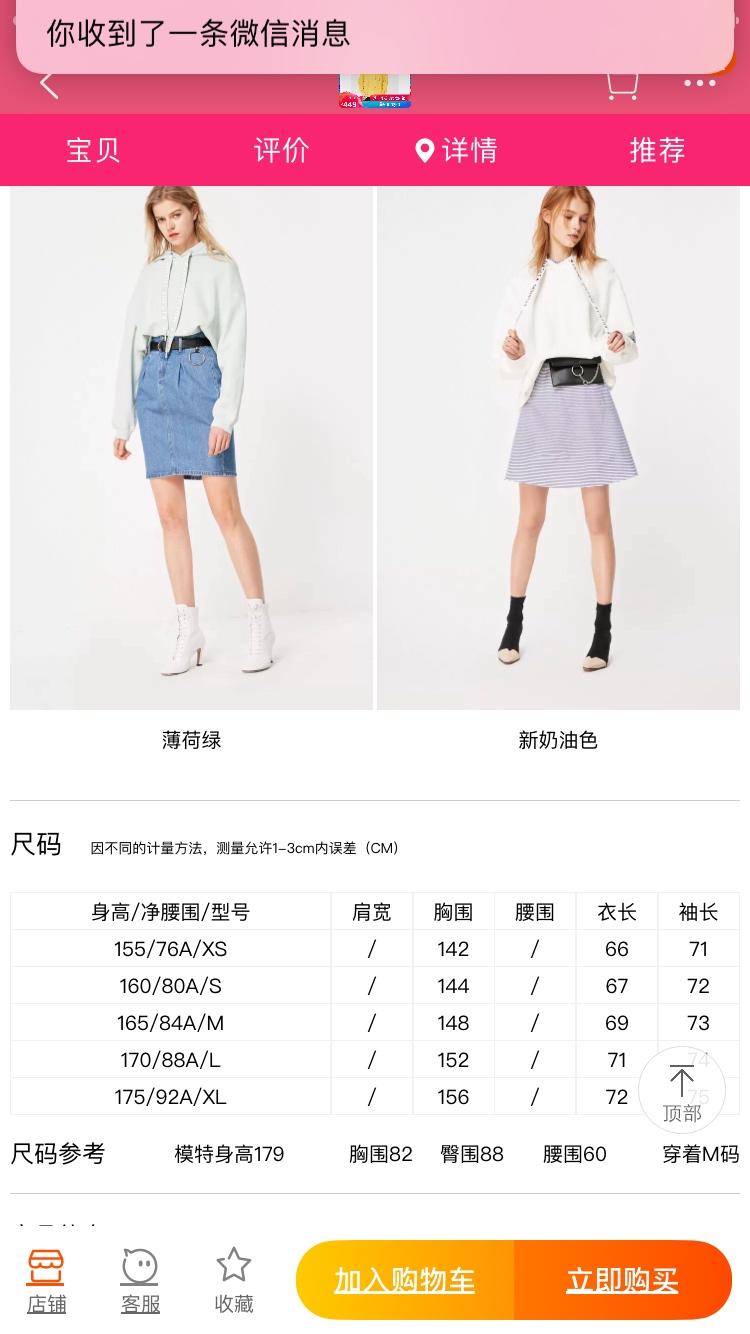 你收到了一条微信消息
宝贝 评价 详情 推荐
薄荷绿 新奶油色
尺码 因不同的计量方法，测量允许1-3cm内误差（CM）
身高/净腰围/型号 肩宽 胸围 腰围 衣长 袖长
155/76A/XS / 142 / 66 71
160/80A/S / 144 / 67 72
165/84A/M / 148 / 69 73
170/88A/L / 152 / 71 74
175/92A/XL / 156 / 72 75
顶部
尺码参考 模特身高179 胸围82 臀围88 腰围60 穿着M码
店铺 客服 收藏 加入购物车 立即购买